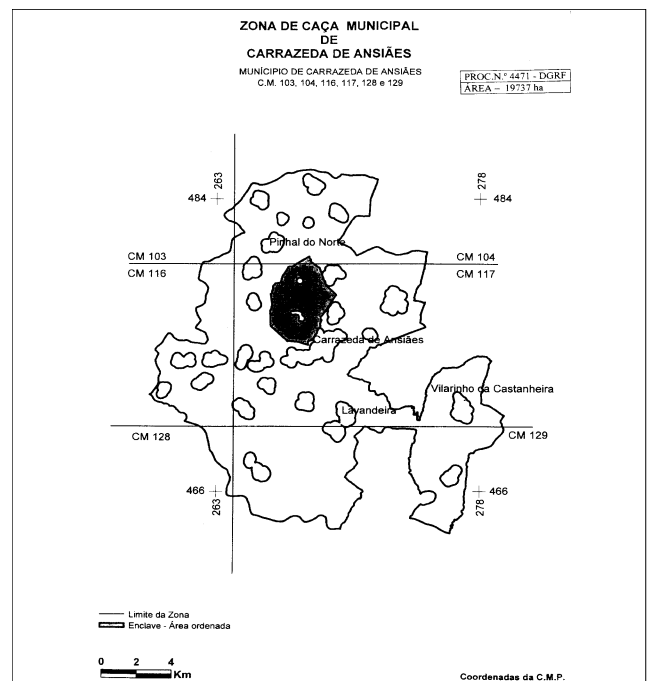 ZONA DE CAÇA MUNICIPAL
DE
CARRAZEDA DE ANSIÃES
MUNÍCIPIO DE CARRAZEDA DE ANSIÃES
C.M. 103, 104, 116, 117, 128 e 129
PROC.N.º 4471 - DGRF
ÁREA – 19737 ha
263
278
484
484
Pinhal do Norte
CM 103
CM 104
CM 116
CM 117
Carrazeda de Ansiães
Vilarinho da Castanheira
Lavandeira
CM 128
CM 129
466
466
263
278
Limite da Zona
Enclave - Área ordenada
0 2 4
Km
Coordenadas da C.M.P.